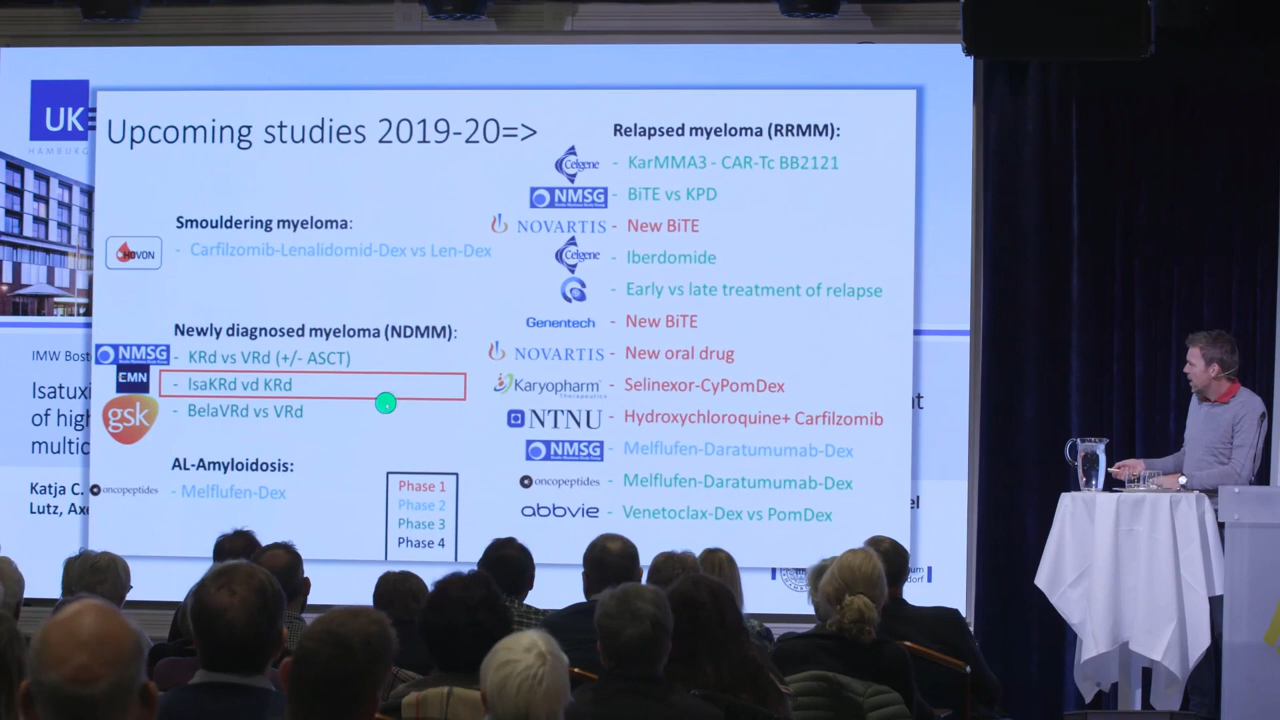 UK
HAMBURG
Upcoming studies 2019-20=>
Smouldering myeloma:
HOVON
- Carfilzomib-Lenalidomid-Dex vs Len-Dex
Newly diagnosed myeloma (NDMM):
NMSG - KRd vs VRd (+/- ASCT)
EMN - IsaKRd vd KRd
gsk - BelaVRd vs VRd
AL-Amyloidosis:
oncopeptides - Melflufen-Dex
Phase 1
Phase 2
Phase 3
Phase 4
Relapsed myeloma (RRMM):
Celgene - KarMMA3 - CAR-Tc BB2121
NMSG - BiTE vs KPD
NOVARTIS - New BiTE
Celgene - Iberdomide
- Early vs late treatment of relapse
Genentech - New BiTE
NOVARTIS - New oral drug
Karyopharm Therapeutics - Selinexor-CyPomDex
NTNU - Hydroxychloroquine+ Carfilzomib
NMSG - Melflufen-Daratumumab-Dex
oncopeptides - Melflufen-Daratumumab-Dex
abbvie - Venetoclax-Dex vs PomDex
IMW
of
Katja C.
Lutz,